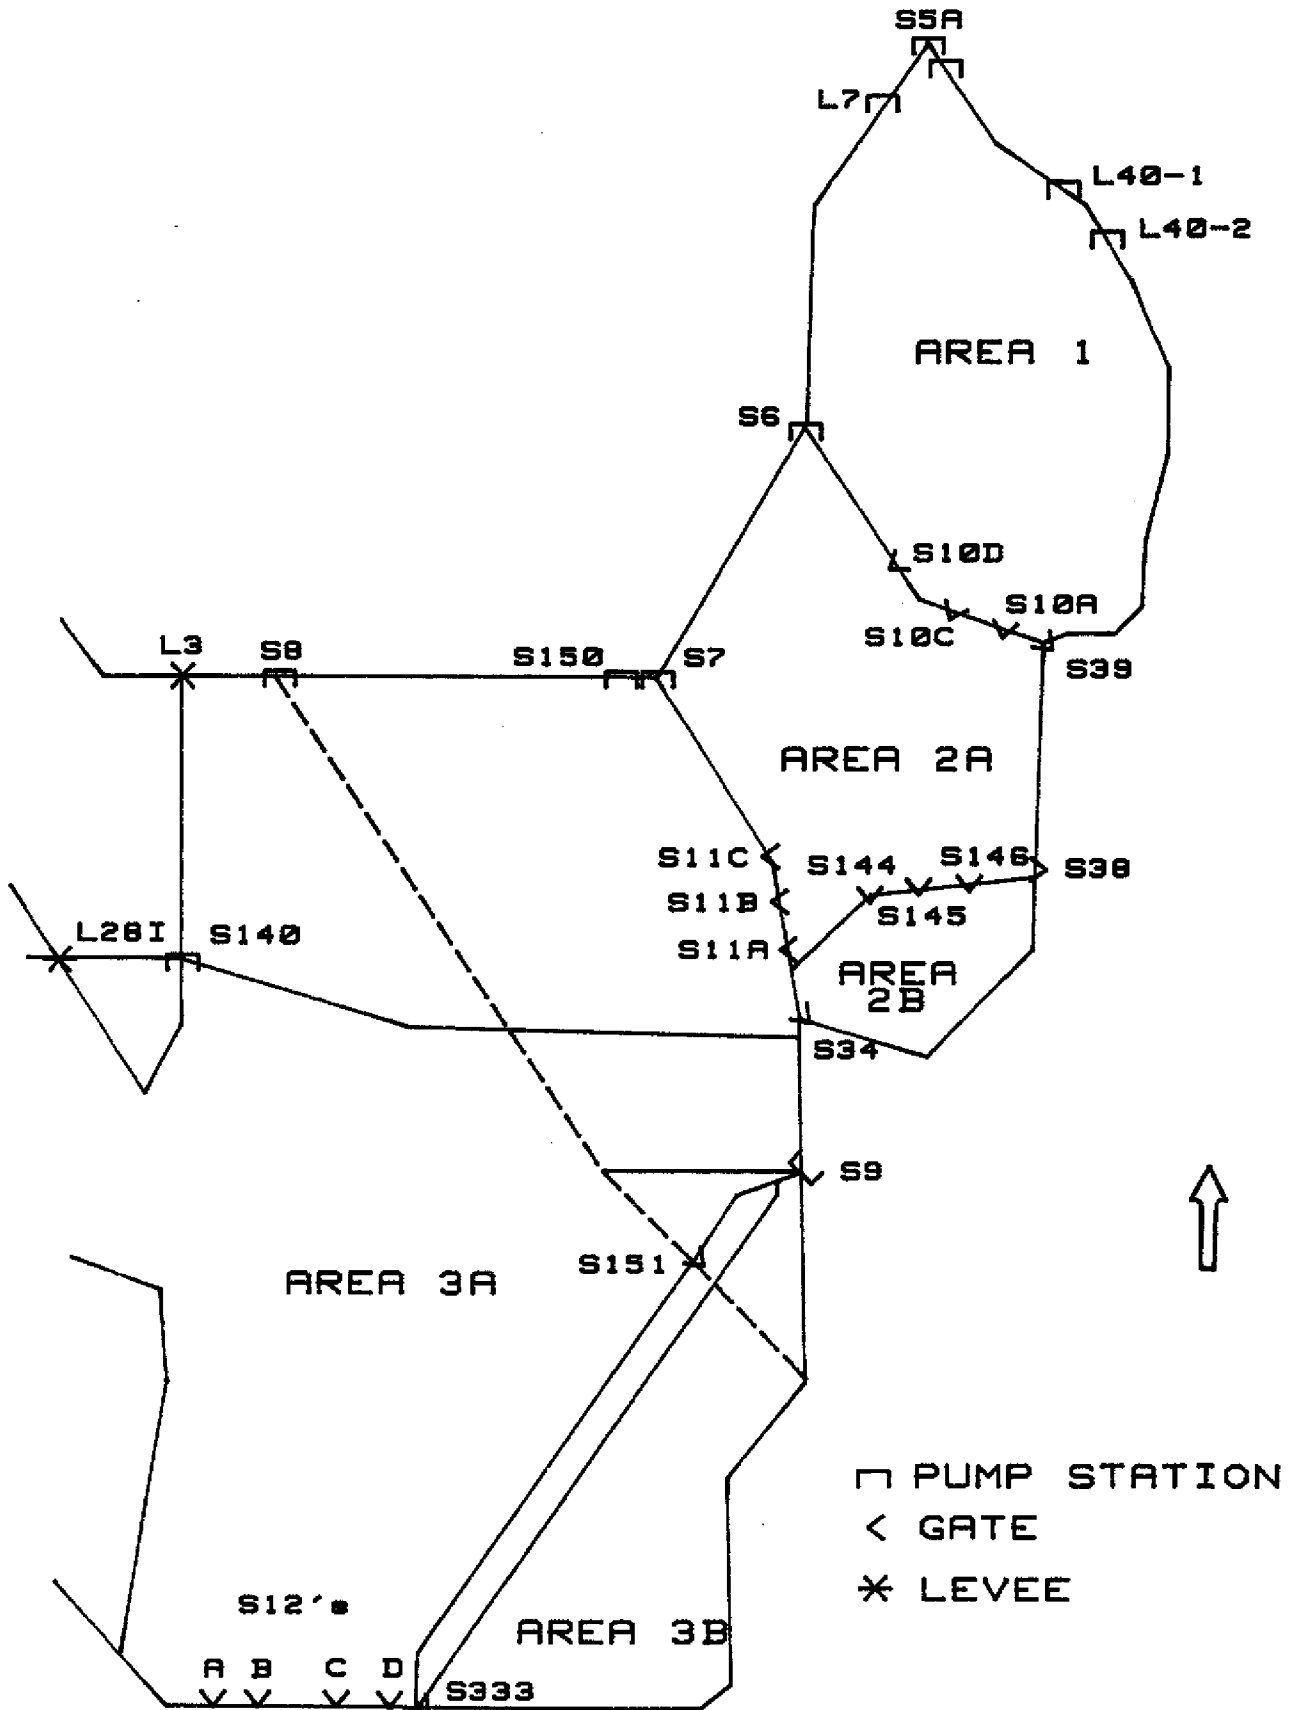 S5A
L7
L40-1
L40-2
AREA 1
S6
S10D
S10A
S10C
S39
L3
S8
S150
S7
AREA 2A
S11C
S144
S146
S38
S11B
S145
L28I
S140
S11A
AREA
2B
S34
S9
S151
AREA 3A
PUMP STATION
< GATE
LEVEE
S12's
AREA 3B
A B C D
S333